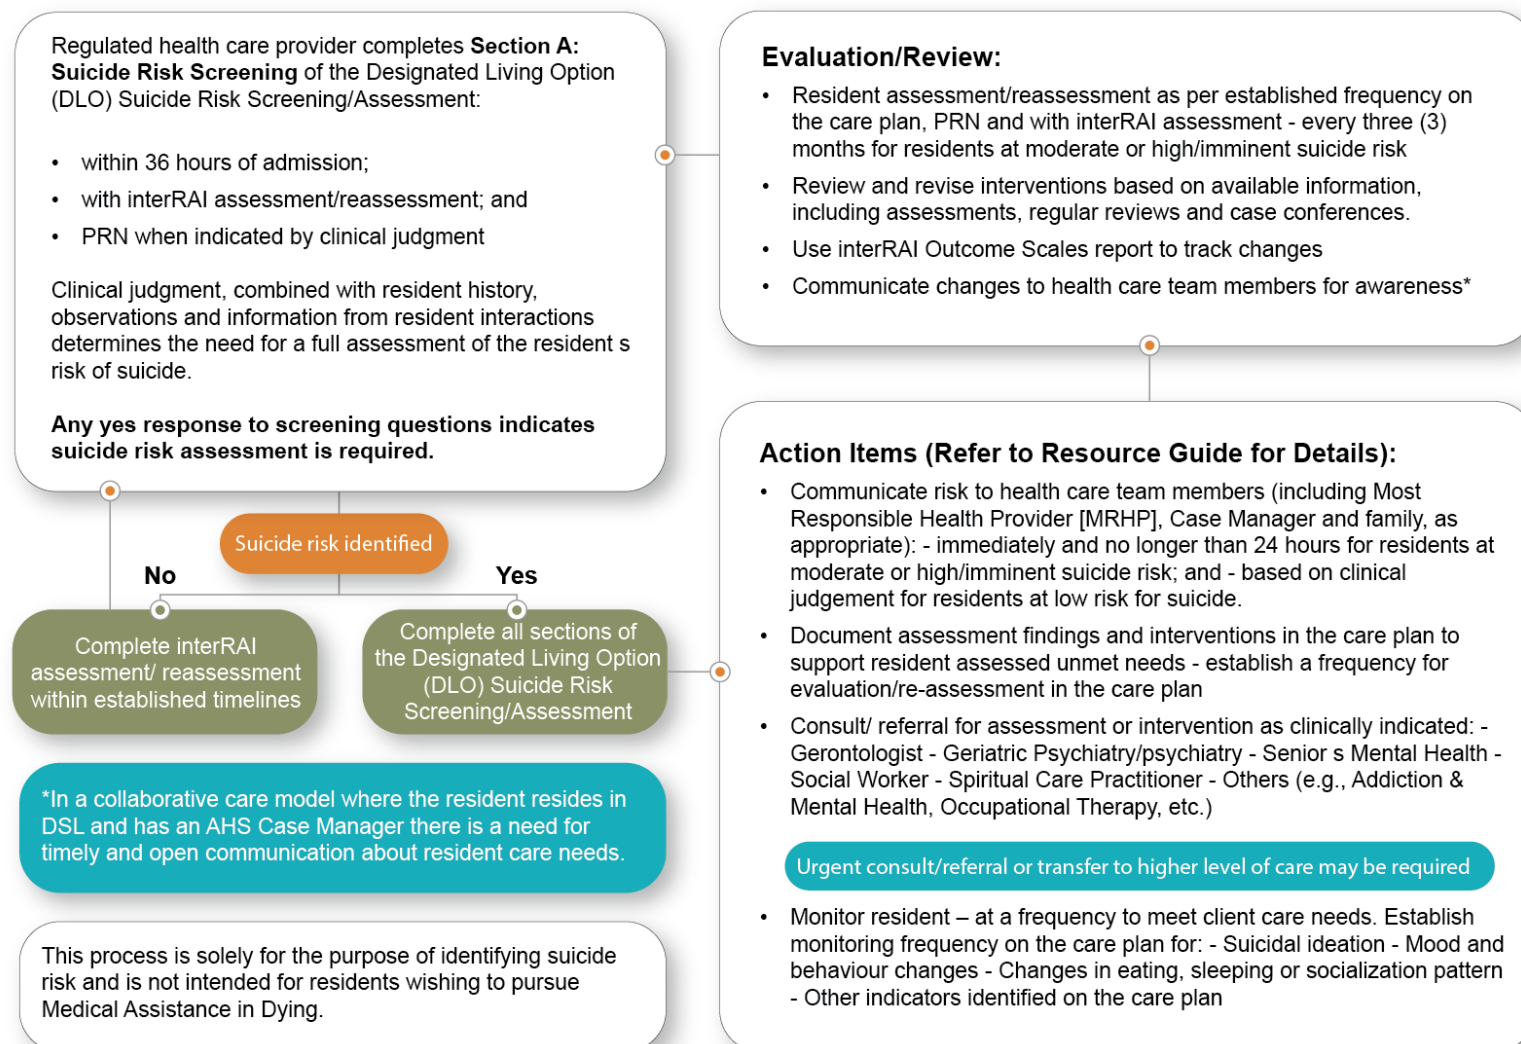 Regulated health care provider completes Section A:
Suicide Risk Screening of the Designated Living Option
(DLO) Suicide Risk Screening/Assessment:
• within 36 hours of admission;
• with interRAI assessment/reassessment; and
• PRN when indicated by clinical judgment
Clinical judgment, combined with resident history,
observations and information from resident interactions
determines the need for a full assessment of the resident s
risk of suicide.
Any yes response to screening questions indicates
suicide risk assessment is required.
Suicide risk identified
No
Yes
Complete interRAI
assessment/ reassessment
within established timelines
Complete all sections of
the Designated Living Option
(DLO) Suicide Risk
Screening/Assessment
*In a collaborative care model where the resident resides in
DSL and has an AHS Case Manager there is a need for
timely and open communication about resident care needs.
This process is solely for the purpose of identifying suicide
risk and is not intended for residents wishing to pursue
Medical Assistance in Dying.
Evaluation/Review:
• Resident assessment/reassessment as per established frequency on
the care plan, PRN and with interRAI assessment - every three (3)
months for residents at moderate or high/imminent suicide risk
• Review and revise interventions based on available information,
including assessments, regular reviews and case conferences.
• Use interRAI Outcome Scales report to track changes
• Communicate changes to health care team members for awareness*
Action Items (Refer to Resource Guide for Details):
• Communicate risk to health care team members (including Most
Responsible Health Provider [MRHP], Case Manager and family, as
appropriate): - immediately and no longer than 24 hours for residents at
moderate or high/imminent suicide risk; and - based on clinical
judgement for residents at low risk for suicide.
• Document assessment findings and interventions in the care plan to
support resident assessed unmet needs - establish a frequency for
evaluation/re-assessment in the care plan
• Consult/ referral for assessment or intervention as clinically indicated: -
Gerontologist - Geriatric Psychiatry/psychiatry - Senior s Mental Health -
Social Worker - Spiritual Care Practitioner - Others (e.g., Addiction &
Mental Health, Occupational Therapy, etc.)
Urgent consult/referral or transfer to higher level of care may be required
• Monitor resident – at a frequency to meet client care needs. Establish
monitoring frequency on the care plan for: - Suicidal ideation - Mood and
behaviour changes - Changes in eating, sleeping or socialization pattern
- Other indicators identified on the care plan